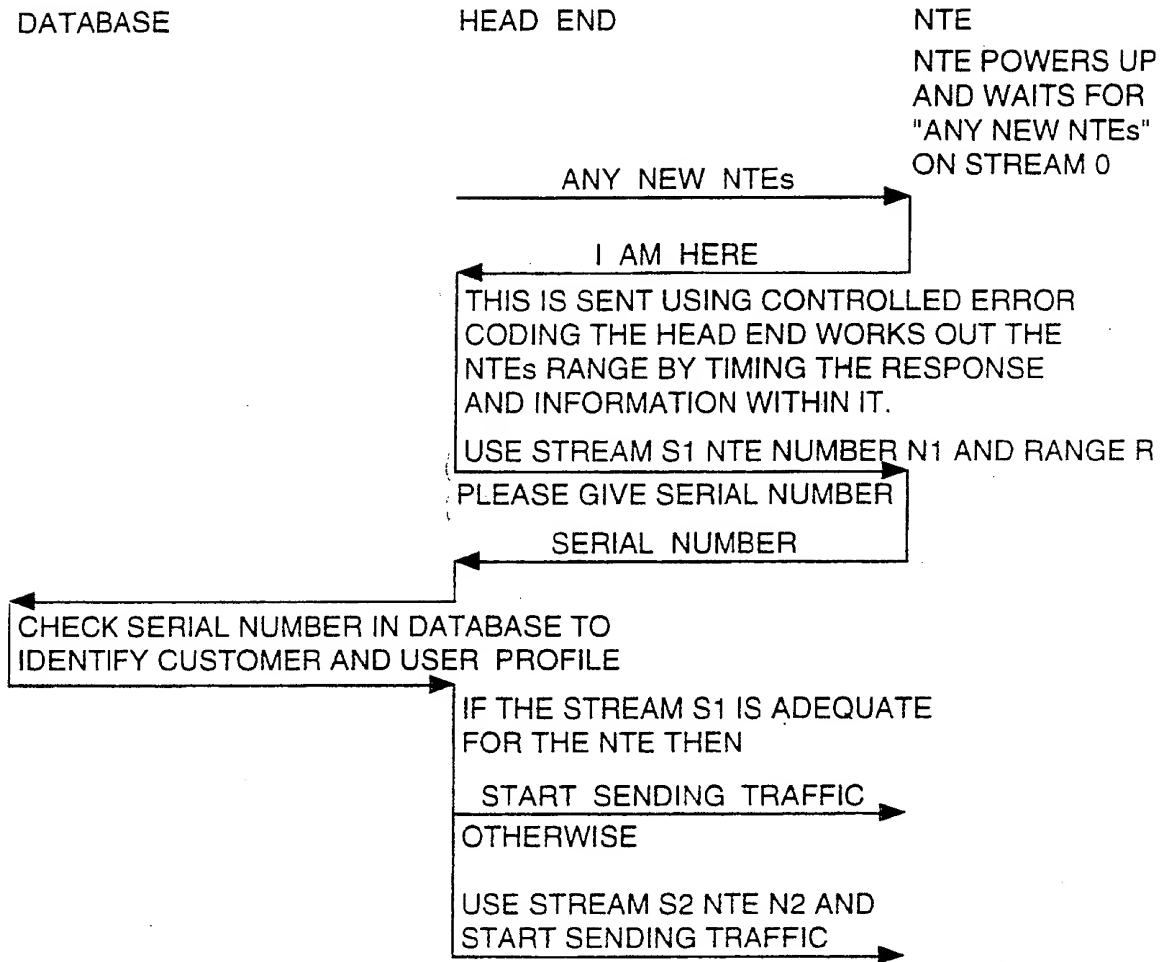 DATABASE HEAD END NTE
NTE POWERS UP
AND WAITS FOR
"ANY NEW NTEs"
ON STREAM 0
ANY NEW NTEs
I AM HERE
THIS IS SENT USING CONTROLLED ERROR
CODING THE HEAD END WORKS OUT THE
NTEs RANGE BY TIMING THE RESPONSE
AND INFORMATION WITHIN IT.
USE STREAM S1 NTE NUMBER N1 AND RANGE R
PLEASE GIVE SERIAL NUMBER
SERIAL NUMBER
CHECK SERIAL NUMBER IN DATABASE TO
IDENTIFY CUSTOMER AND USER PROFILE
IF THE STREAM S1 IS ADEQUATE
FOR THE NTE THEN
START SENDING TRAFFIC
OTHERWISE
USE STREAM S2 NTE N2 AND
START SENDING TRAFFIC